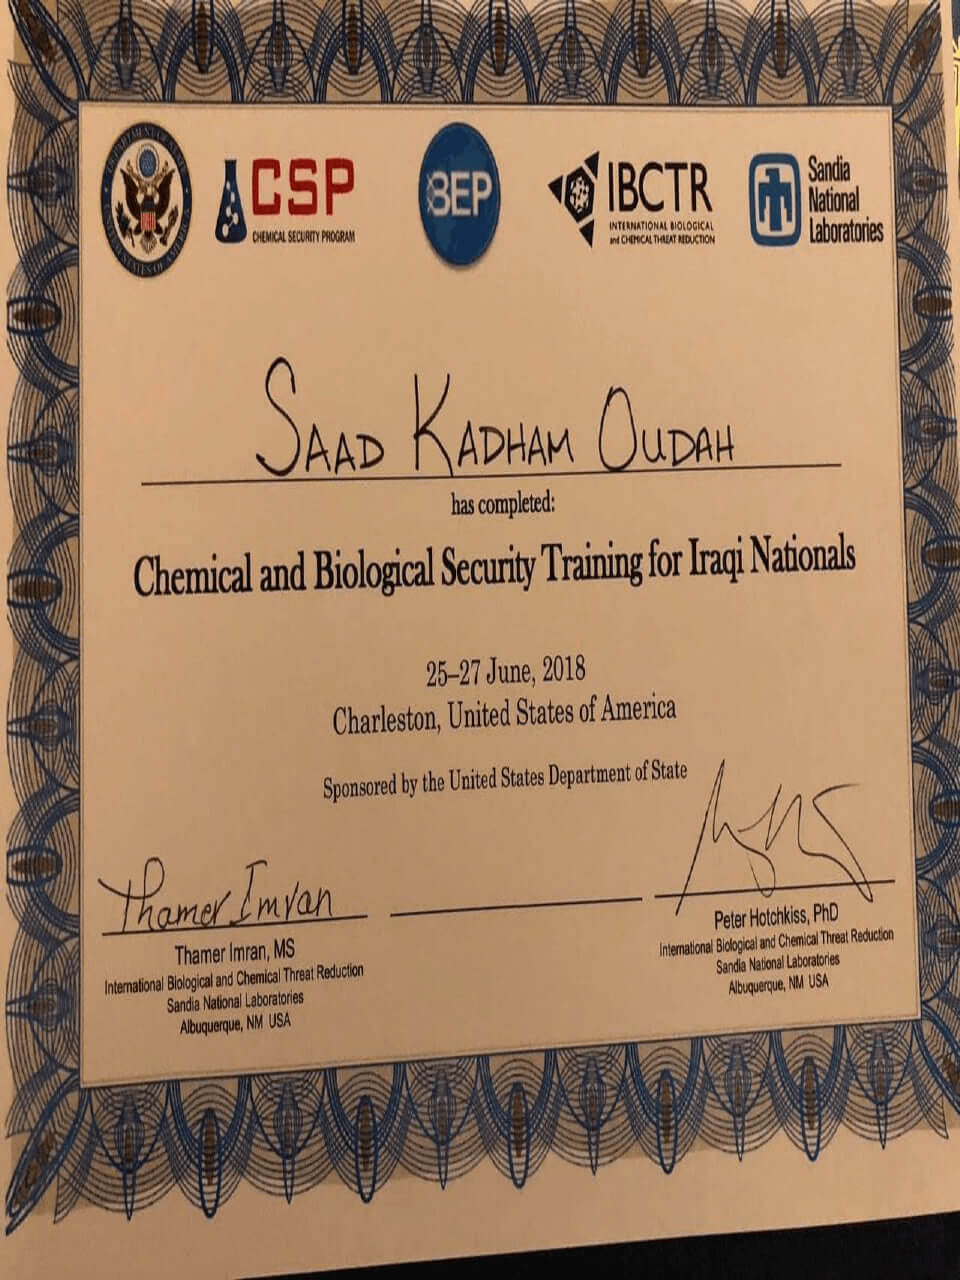 CSP
CHEMICAL SECURITY PROGRAM
BEP
IBCTR
INTERNATIONAL BIOLOGICAL
and CHEMICAL THREAT REDUCTION
Sandia
National
Laboratories
SAAD KADHAM OUDAH
has completed:
Chemical and Biological Security Training for Iraqi Nationals
25–27 June, 2018
Charleston, United States of America
Sponsored by the United States Department of State
Thamer Imran
Thamer Imran, MS
International Biological and Chemical Threat Reduction
Sandia National Laboratories
Albuquerque, NM USA
Peter Hotchkiss, PhD
International Biological and Chemical Threat Reduction
Sandia National Laboratories
Albuquerque, NM USA